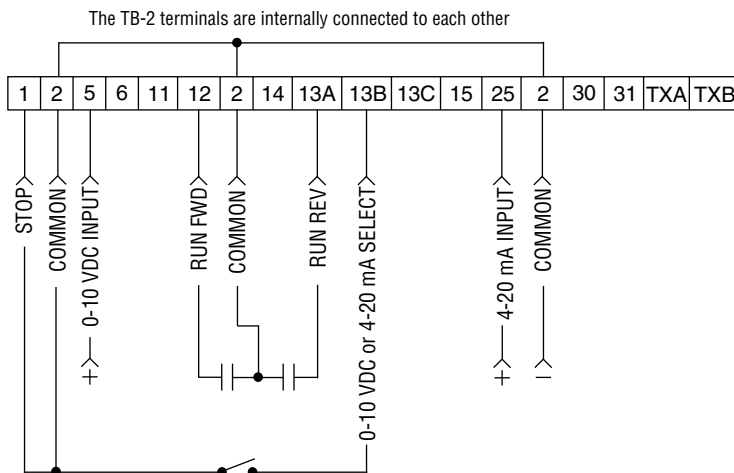 The TB-2 terminals are internally connected to each other
1 2 5 6 11 12 2 14 13A 13B 13C 15 25 2 30 31 TXA TXB
STOP
COMMON
0-10 VDC INPUT
+
RUN FWD
COMMON
RUN REV
0-10 VDC or 4-20 mA SELECT
4-20 mA INPUT
+
COMMON
–